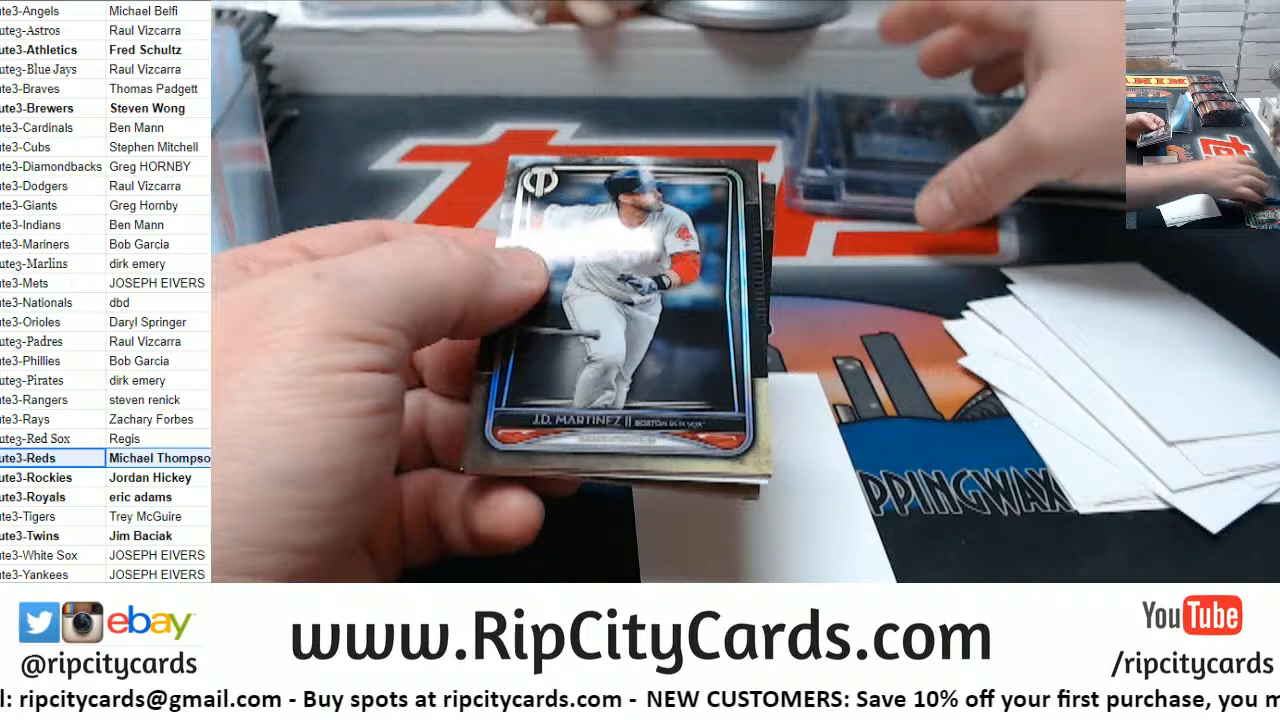 ute3-Angels Michael Belfi
ute3-Astros Raul Vizcarra
ute3-Athletics Fred Schultz
ute3-Blue Jays Raul Vizcarra
ute3-Braves Thomas Padgett
ute3-Brewers Steven Wong
ute3-Cardinals Ben Mann
ute3-Cubs Stephen Mitchell
ute3-Diamondbacks Greg HORNBY
ute3-Dodgers Raul Vizcarra
ute3-Giants Greg Hornby
ute3-Indians Ben Mann
ute3-Mariners Bob Garcia
ute3-Marlins dirk emery
ute3-Mets JOSEPH EIVERS
ute3-Nationals dbd
ute3-Orioles Daryl Springer
ute3-Padres Raul Vizcarra
ute3-Phillies Bob Garcia
ute3-Pirates dirk emery
ute3-Rangers steven renick
ute3-Rays Zachary Forbes
ute3-Red Sox Regis
ute3-Reds Michael Thompso
ute3-Rockies Jordan Hickey
ute3-Royals eric adams
ute3-Tigers Trey McGuire
ute3-Twins Jim Baciak
ute3-White Sox JOSEPH EIVERS
ute3-Yankees JOSEPH EIVERS
J.D. MARTINEZ || BOSTON RED SOX
PPINGWAX
ebay
@ripcitycards
www.RipCityCards.com
YouTube
/ripcitycards
l: ripcitycards@gmail.com - Buy spots at ripcitycards.com - NEW CUSTOMERS: Save 10% off your first purchase, you m